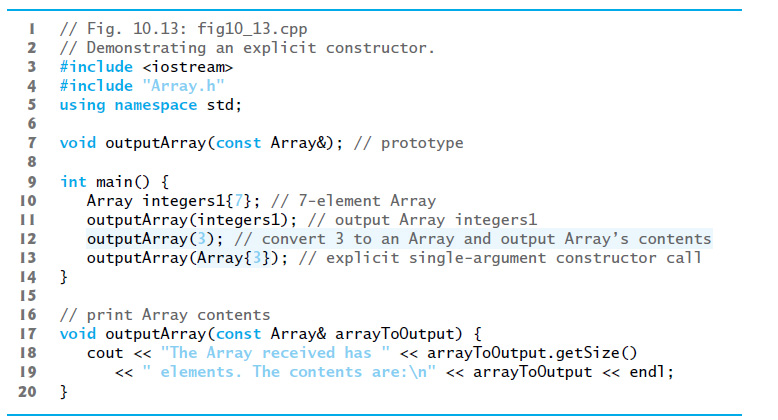 1 // Fig. 10.13: fig10_13.cpp
2 // Demonstrating an explicit constructor.
3 #include <iostream>
4 #include "Array.h"
5 using namespace std;
6
7 void outputArray(const Array&); // prototype
8
9 int main() {
10 Array integers1{7}; // 7-element Array
11 outputArray(integers1); // output Array integers1
12 outputArray(3); // convert 3 to an Array and output Array’s contents
13 outputArray(Array{3}); // explicit single-argument constructor call
14 }
15
16 // print Array contents
17 void outputArray(const Array& arrayToOutput) {
18 cout << "The Array received has " << arrayToOutput.getSize()
19 << " elements. The contents are:\n" << arrayToOutput << endl;
20 }